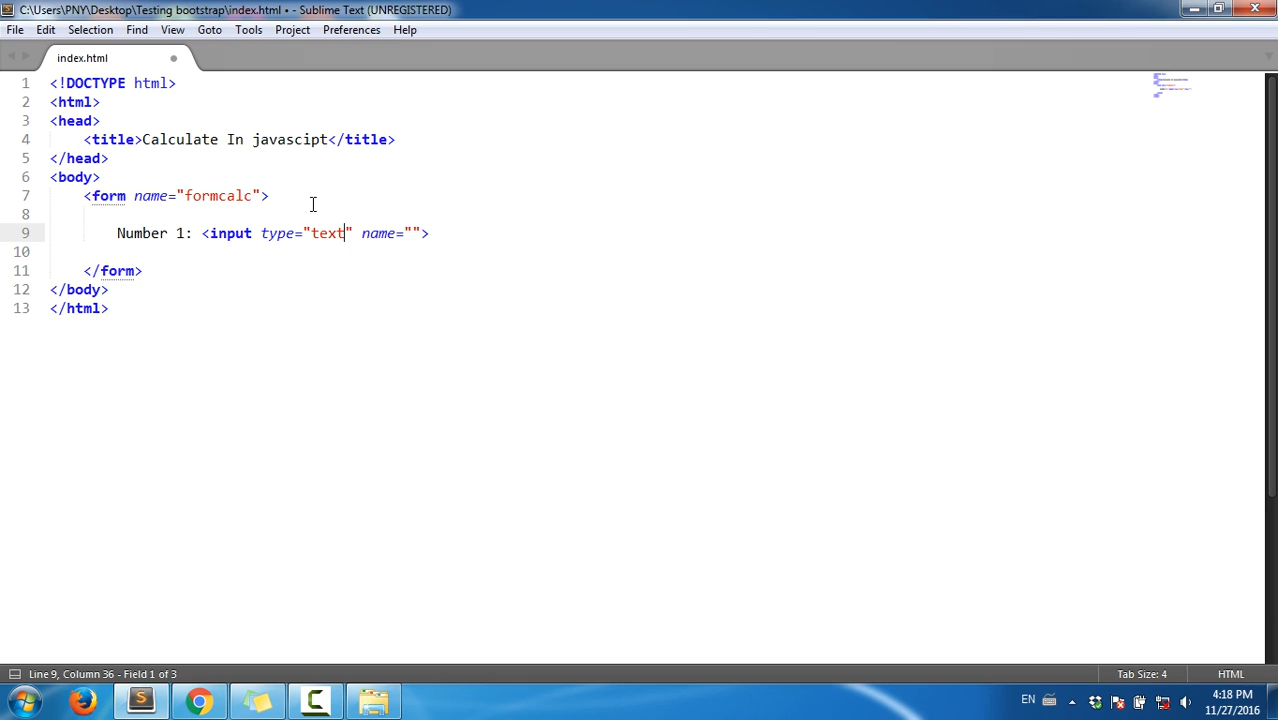 C:\Users\PNY\Desktop\Testing bootstrap\index.html • - Sublime Text (UNREGISTERED)
File Edit Selection Find View Goto Tools Project Preferences Help
index.html
1 <!DOCTYPE html>
2 <html>
3 <head>
4 <title>Calculate In javascipt</title>
5 </head>
6 <body>
7 <form name="formcalc">
8
9 Number 1: <input type="text" name="">
10
11 </form>
12 </body>
13 </html>
Line 9, Column 36 - Field 1 of 3 Tab Size: 4 HTML
EN 4:18 PM
11/27/2016